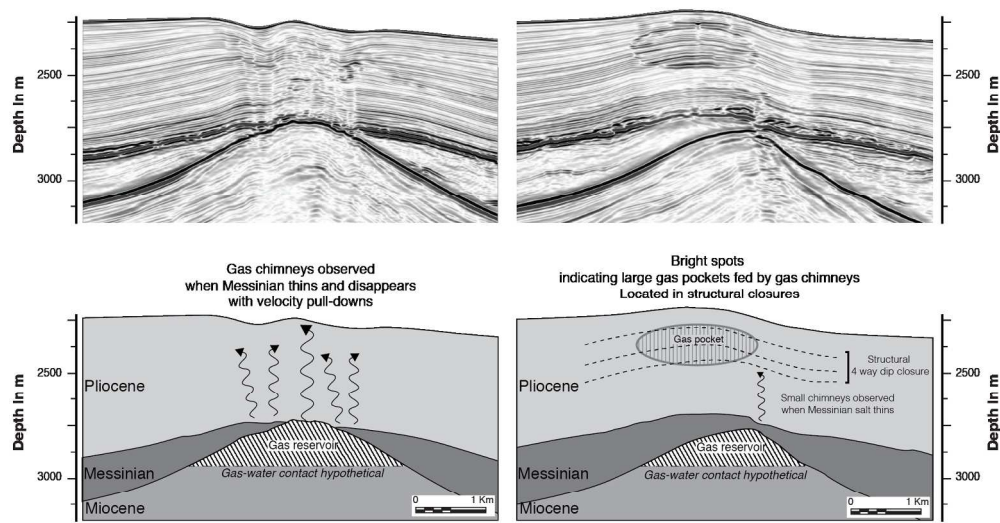 Depth In m
2500
3000
2500
3000
Depth In m
Gas chimneys observed
when Messinian thins and disappears
with velocity pull-downs
Bright spots
indicating large gas pockets fed by gas chimneys
Located in structural closures
Depth In m
2500
3000
Pliocene
Messinian
Miocene
Gas reservoir
Gas-water contact hypothetical
0 1 Km
Gas pocket
Structural
4 way dip closure
Small chimneys observed
when Messinian salt thins
Pliocene
Messinian
Miocene
Gas reservoir
Gas-water contact hypothetical
0 1 Km
2500
3000
Depth In m